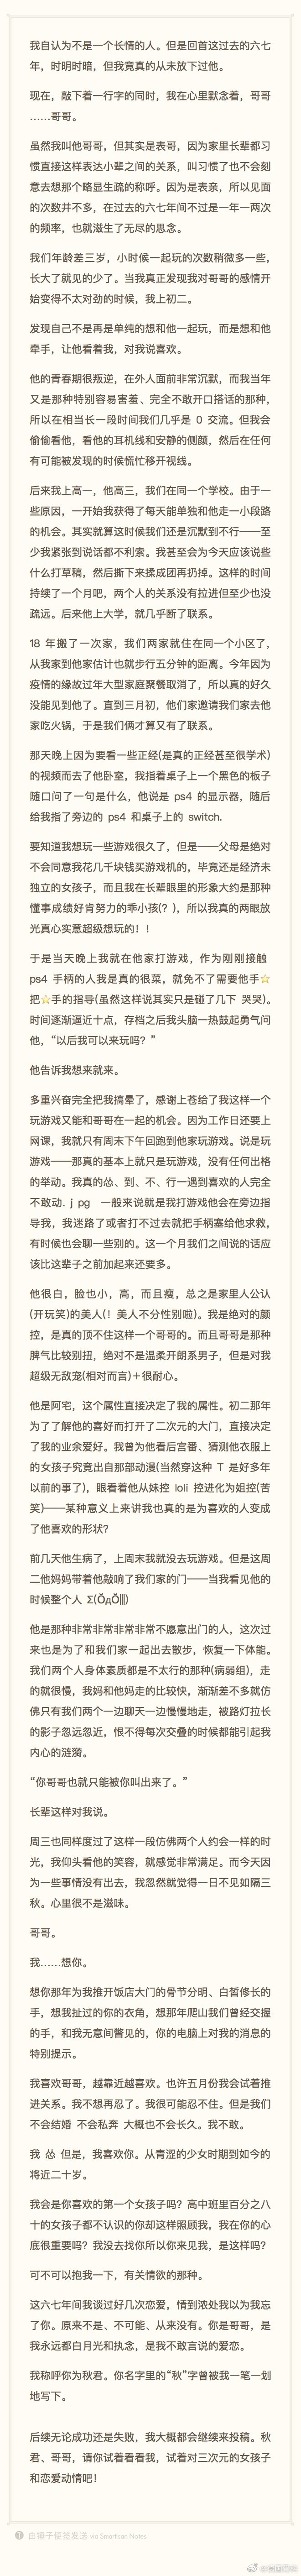 我自认为不是一个长情的人。但是回首这过去的六七
年，时明时暗，但我竟真的从未放下过他。
现在，敲下着一行字的同时，我在心里默念着，哥哥
……哥哥。
虽然我叫他哥哥，但其实是表哥，因为家里长辈都习
惯直接这样表达小辈之间的关系，叫习惯了也不会刻
意去想那个略显生疏的称呼。因为是表亲，所以见面
的次数并不多，在过去的六七年间不过是一年一两次
的频率，也就滋生了无尽的思念。
我们年龄差三岁，小时候一起玩的次数稍微多一些，
长大了就见的少了。当我真正发现我对哥哥的感情开
始变得不太对劲的时候，我上初二。
发现自己不是再是单纯的想和他一起玩，而是想和他
牵手，让他看着我，对我说喜欢。
他的青春期很叛逆，在外人面前非常沉默，而我当年
又是那种特别容易害羞、完全不敢开口搭话的那种，
所以在相当长一段时间我们几乎是 0 交流。但我会
偷偷看他，看他的耳机线和安静的侧颜，然后在任何
有可能被发现的时候慌忙移开视线。
后来我上高一，他高三，我们在同一个学校。由于一
些原因，一开始我获得了每天能单独和他走一小段路
的机会。其实就算这时候我们还是沉默到不行——至
少我紧张到说话都不利索。我甚至会为今天应该说些
什么打草稿，然后撕下来揉成团再扔掉。这样的时间
持续了一个月吧，两个人的关系没有拉进但至少也没
疏远。后来他上大学，就几乎断了联系。
18 年搬了一次家，我们两家就住在同一个小区了，
从我家到他家估计也就步行五分钟的距离。今年因为
疫情的缘故过年大型家庭聚餐取消了，所以真的好久
没能见到他了。直到三月初，他们家邀请我们家去他
家吃火锅，于是我们俩才算又有了联系。
那天晚上因为要看一些正经(是真的正经甚至很学术)
的视频而去了他卧室，我指着桌子上一个黑色的板子
随口问了一句是什么，他说是 ps4 的显示器，随后
给我指了旁边的 ps4 和桌子上的 switch.
要知道我想玩一些游戏很久了，但是——父母是绝对
不会同意我花几千块钱买游戏机的，毕竟还是经济未
独立的女孩子，而且我在长辈眼里的形象大约是那种
懂事成绩好肯努力的乖小孩(？)，所以我真的两眼放
光真心实意超级想玩的！！
于是当天晚上我就在他家打游戏，作为刚刚接触
ps4 手柄的人我是真的很菜，就免不了需要他手⭐
把⭐手的指导(虽然这样说其实只是碰了几下 哭哭)。
时间逐渐逼近十点，存档之后我头脑一热鼓起勇气问
他，“以后我可以来玩吗？”
他告诉我想来就来。
多重兴奋完全把我搞晕了，感谢上苍给了我这样一个
玩游戏又能和哥哥在一起的机会。因为工作日还要上
网课，我就只有周末下午回跑到他家玩游戏。说是玩
游戏——那真的基本上就只是玩游戏，没有任何出格
的举动。我真的怂、到、不、行一遇到喜欢的人完全
不敢动. j pg 一般来说就是我打游戏他会在旁边指
导我，我迷路了或者打不过去就把手柄塞给他求救，
有时候也会聊一些别的。这一个月我们之间说的话应
该比这辈子之前加起来还要多。
他很白，脸也小，高，而且瘦，总之是家里人公认
(开玩笑)的美人(！美人不分性别啦)。我是绝对的颜
控，是真的顶不住这样一个哥哥的。而且哥哥是那种
脾气比较别扭，绝对不是温柔开朗系男子，但是对我
超级无敌宠(相对而言)＋很耐心。
他是阿宅，这个属性直接决定了我的属性。初二那年
为了了解他的喜好而打开了二次元的大门，直接决定
了我的业余爱好。我曾为他看后宫番、猜测他衣服上
的女孩子究竟出自那部动漫(当然穿这种 T 是好多年
以前的事了)，眼看着他从妹控 loli 控进化为姐控(苦
笑)——某种意义上来讲我也真的是为喜欢的人变成
了他喜欢的形状？
前几天他生病了，上周末我就没去玩游戏。但是这周
二他妈妈带着他敲响了我们家的门——当我看见他的
时候整个人 Σ(ŎдŎ|||)
他是那种非常非常非常非常不愿意出门的人，这次过
来也是为了和我们家一起出去散步，恢复一下体能。
我们两个人身体素质都是不太行的那种(病弱组)，走
的就很慢，我妈和他妈走的比较快，渐渐差不多就仿
佛只有我们两个一边聊天一边慢慢地走，被路灯拉长
的影子忽远忽近，恨不得每次交叠的时候都能引起我
内心的涟漪。
“你哥哥也就只能被你叫出来了。”
长辈这样对我说。
周三也同样度过了这样一段仿佛两个人约会一样的时
光，我仰头看他的笑容，就感觉非常满足。而今天因
为一些事情没有出去，我忽然就觉得一日不见如隔三
秋。心里很不是滋味。
哥哥。
我……想你。
想你那年为我推开饭店大门的骨节分明、白皙修长的
手，想我扯过的你的衣角，想那年爬山我们曾经交握
的手，和我无意间瞥见的，你的电脑上对我的消息的
特别提示。
我喜欢哥哥，越靠近越喜欢。也许五月份我会试着推
进关系。我不想再忍了。我很可能忍不住。但是我们
不会结婚 不会私奔 大概也不会长久。我不敢。
我 怂 但是，我喜欢你。从青涩的少女时期到如今的
将近二十岁。
我会是你喜欢的第一个女孩子吗？高中班里百分之八
十的女孩子都不认识的你却这样照顾我，我在你的心
底很重要吗？我没去找你所以你来见我，是这样吗？
可不可以抱我一下，有关情欲的那种。
这六七年间我谈过好几次恋爱，情到浓处我以为我忘
了你。原来不是、不可能、从来没有。你是哥哥，是
我永远都白月光和执念，是我不敢言说的爱恋。
我称呼你为秋君。你名字里的“秋”字曾被我一笔一划
地写下。
后续无论成功还是失败，我大概都会继续来投稿。秋
君、哥哥，请你试着看看我，试着对三次元的女孩子
和恋爱动情吧！
由锤子便签发送 via Smartisan Notes